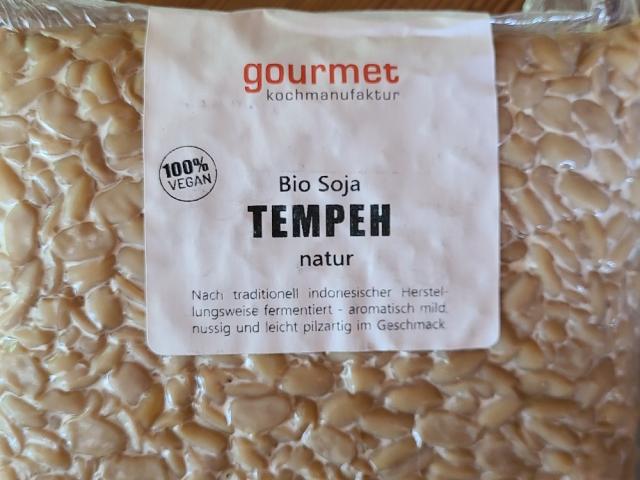 gourmet
kochmanufaktur
100%
VEGAN
Bio Soja
TEMPEH
natur
Nach traditionell indonesischer Herstel-
lungsweise fermentiert - aromatisch mild,
nussig und leicht pilzartig im Geschmack